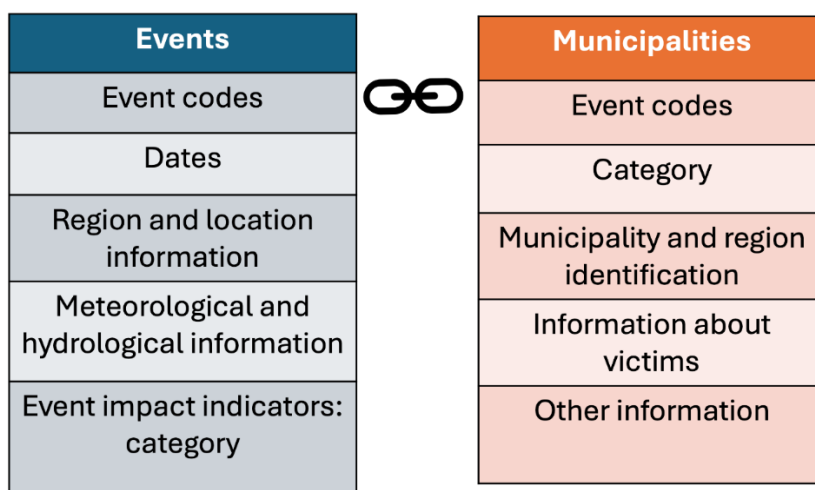 Events
Event codes
Dates
Region and location
information
Meteorological and
hydrological information
Event impact indicators:
category
Municipalities
Event codes
Category
Municipality and region
identification
Information about
victims
Other information